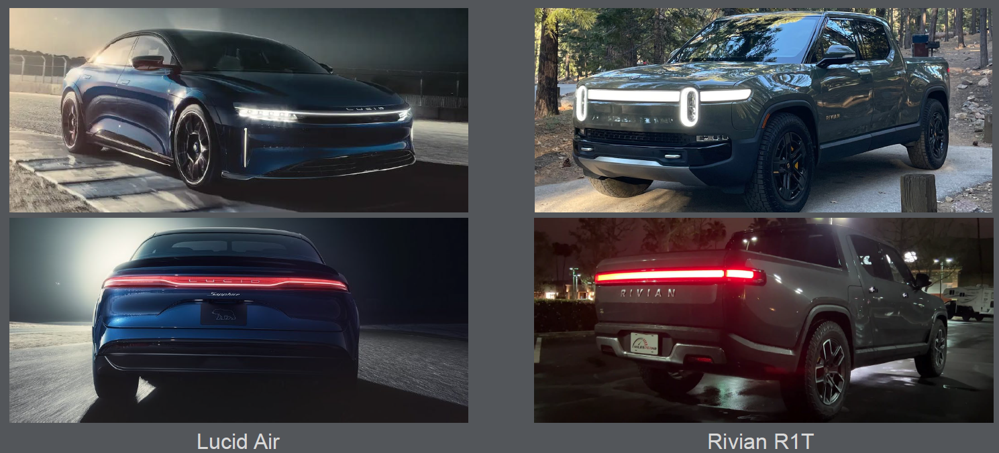 LUCID
RIVIAN
LUCID
Sapphire
RIVIAN
Lucid Air
Rivian R1T